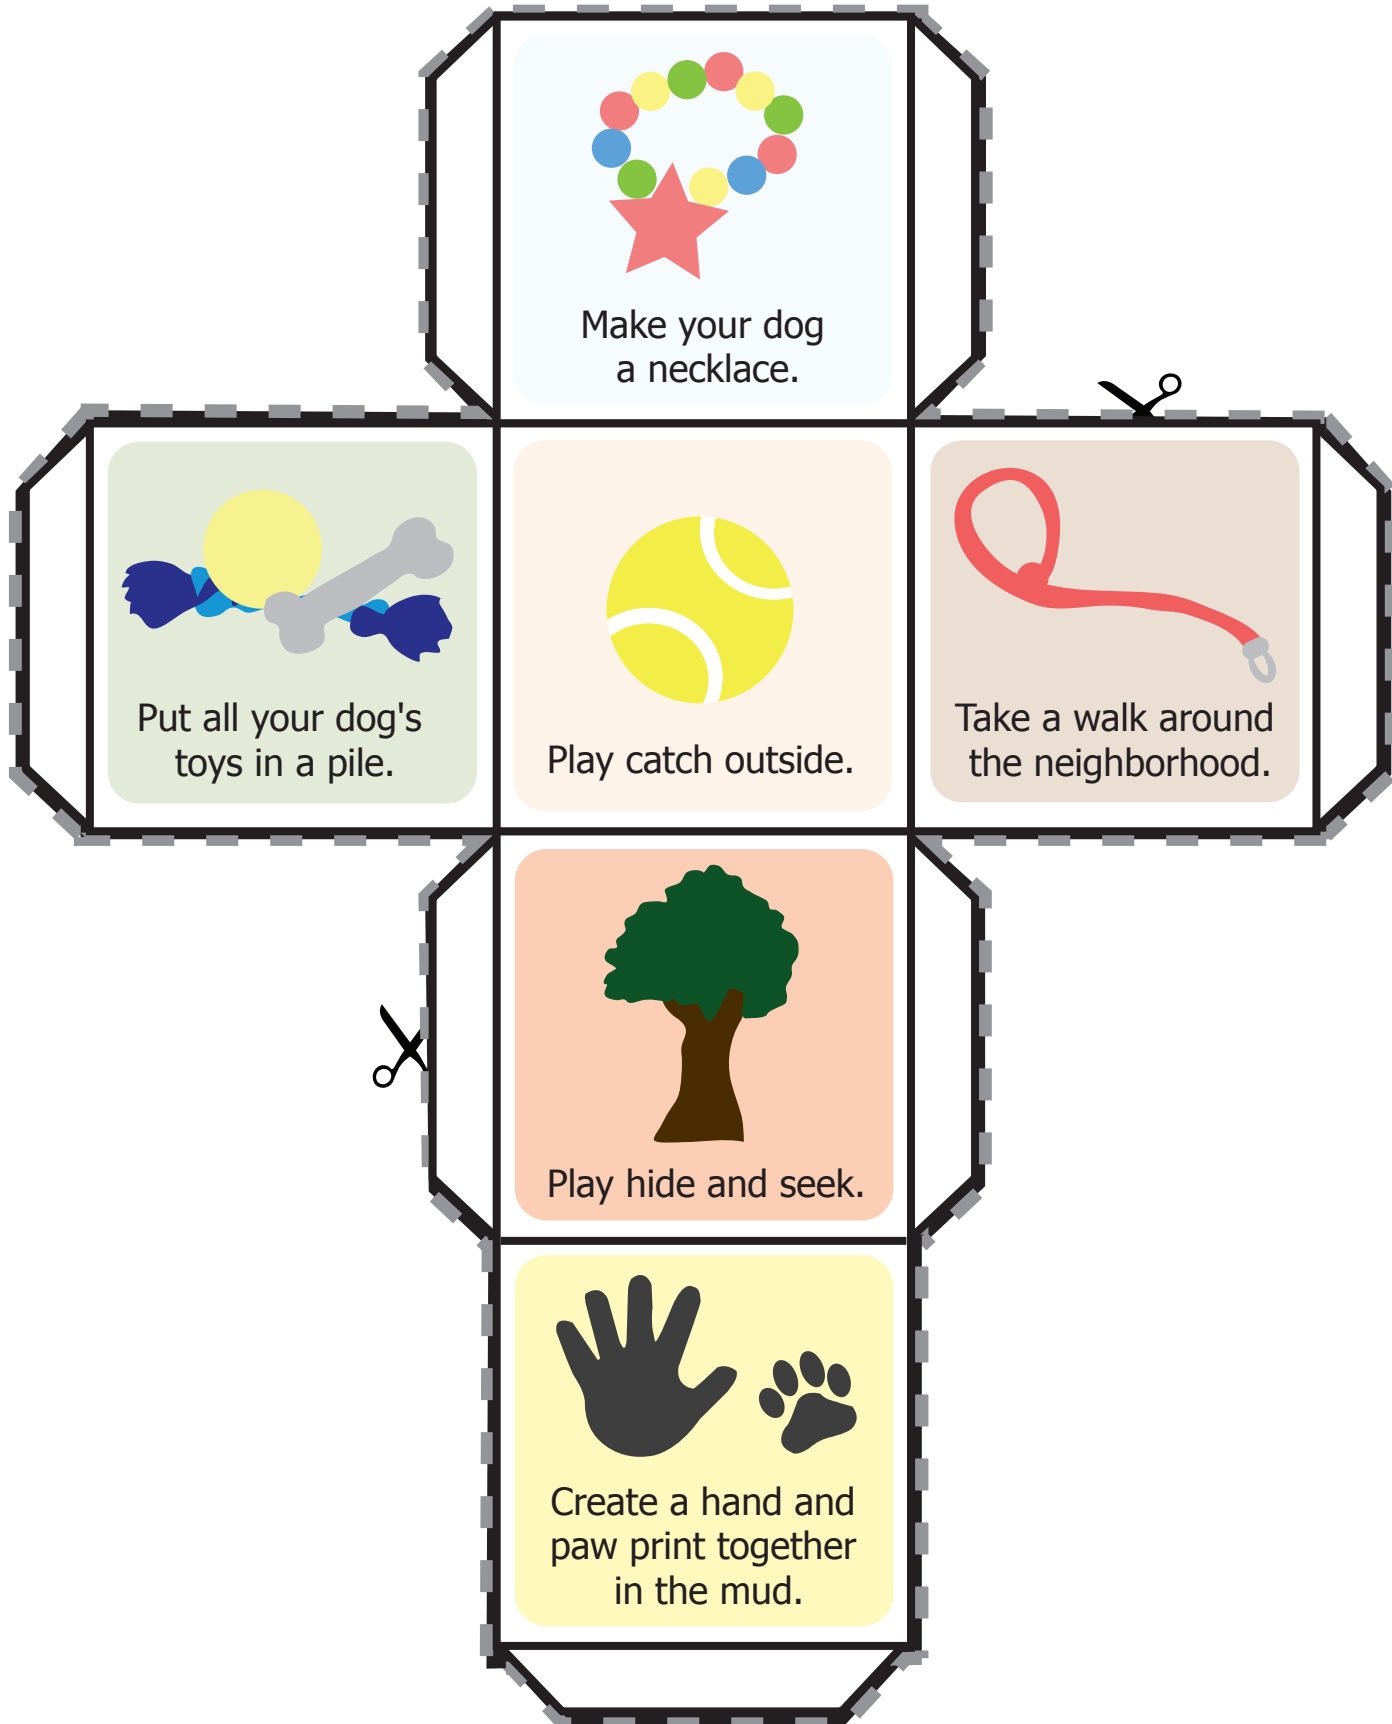 Make your dog
a necklace.
Put all your dog's
toys in a pile.
Play catch outside.
Take a walk around
the neighborhood.
Play hide and seek.
Create a hand and
paw print together
in the mud.